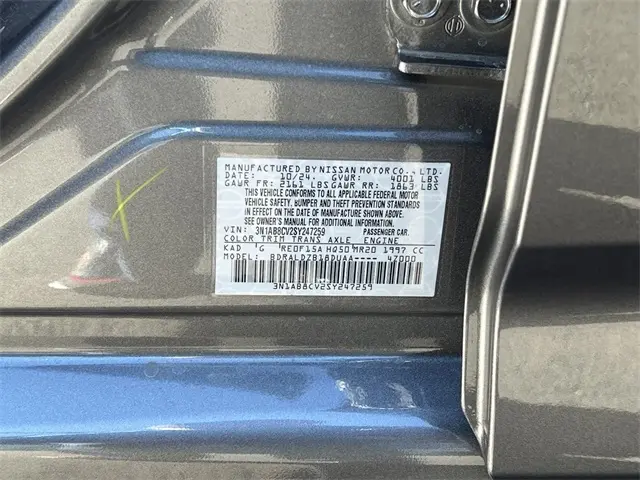 MANUFACTURED BY NISSAN MOTOR CO., LTD.
DATE: 10/24 GVWR: 4001 LBS
GAWR FR: 2161 LBS GAWR RR: 1863 LBS
THIS VEHICLE CONFORMS TO ALL APPLICABLE FEDERAL MOTOR
VEHICLE SAFETY, BUMPER AND THEFT PREVENTION STANDARDS
IN EFFECT ON THE DATE OF MANUFACTURE SHOWN ABOVE.
SEE OWNER'S MANUAL FOR ADDITIONAL INFORMATION.
VIN: 3N1AB8CV2SY247259 PASSENGER CAR.
COLOR TRIM TRANS AXLE ENGINE
KAD G RE0F15A HQ50 MR20 1997 CC
MODEL: BDRALDZB18DUAA---- 4Z000
3N1AB8CV2SY247259